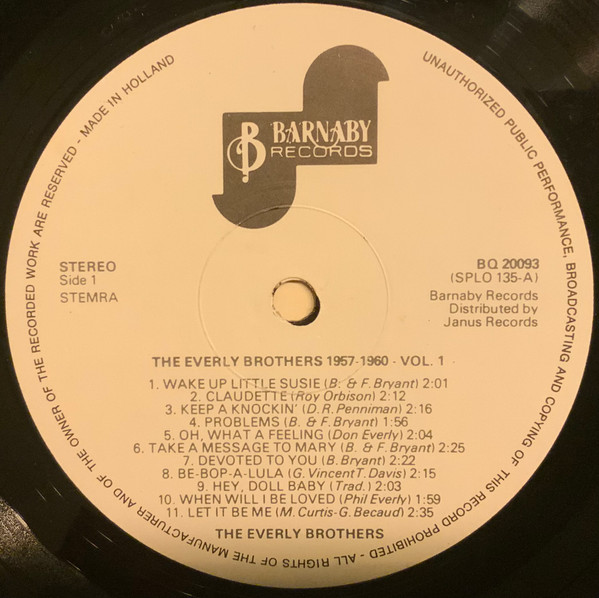 ALL RIGHTS OF THE MANUFACTURER AND OF THE OWNER OF THE RECORDED WORK ARE RESERVED - MADE IN HOLLAND
UNAUTHORIZED PUBLIC PERFORMANCE, BROADCASTING AND COPYING OF THIS RECORD PROHIBITED -
B BARNABY
RECORDS
STEREO
Side 1
STEMRA
BQ 20093
(SPLO 135-A)
Barnaby Records
Distributed by
Janus Records
THE EVERLY BROTHERS 1957-1960 - VOL. 1
1. WAKE UP LITTLE SUSIE (B. & F. Bryant) 2:01
2. CLAUDETTE (Roy Orbison) 2:12
3. KEEP A KNOCKIN' (D.R. Penniman) 2:16
4. PROBLEMS (B. & F. Bryant) 1:56
5. OH, WHAT A FEELING (Don Everly) 2:04
6. TAKE A MESSAGE TO MARY (B. & F. Bryant) 2:25
7. DEVOTED TO YOU (B. Bryant) 2:22
8. BE-BOP-A-LULA (G. Vincent T. Davis) 2:15
9. HEY, DOLL BABY (Trad.) 2:03
10. WHEN WILL I BE LOVED (Phil Everly) 1:59
11. LET IT BE ME (M. Curtis-G. Becaud) 2:35
THE EVERLY BROTHERS